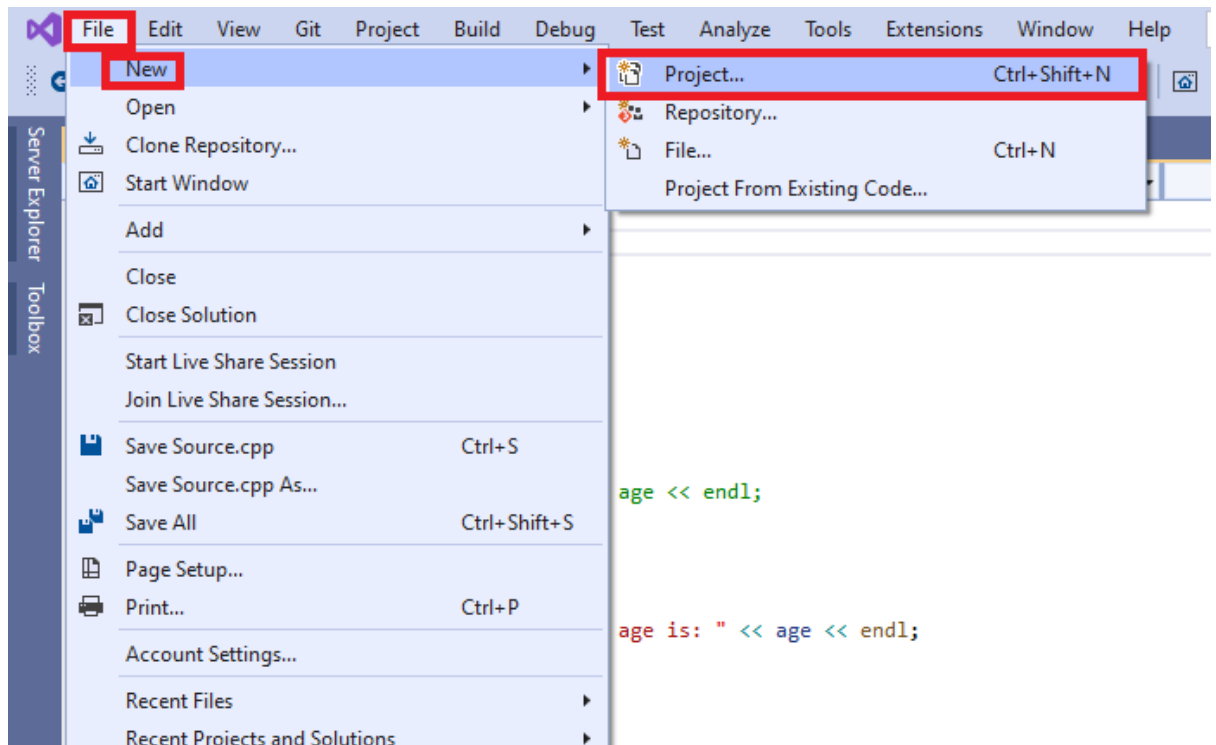 File Edit View Git Project Build Debug Test Analyze Tools Extensions Window Help
New
Project... Ctrl+Shift+N
Open
Repository...
Clone Repository...
File... Ctrl+N
Start Window
Project From Existing Code...
Server Explorer
Toolbox
Add
Close
Close Solution
Start Live Share Session
Join Live Share Session...
Save Source.cpp Ctrl+S
Save Source.cpp As...
age << endl;
Save All Ctrl+Shift+S
Page Setup...
Print... Ctrl+P
age is: " << age << endl;
Account Settings...
Recent Files
Recent Projects and Solutions